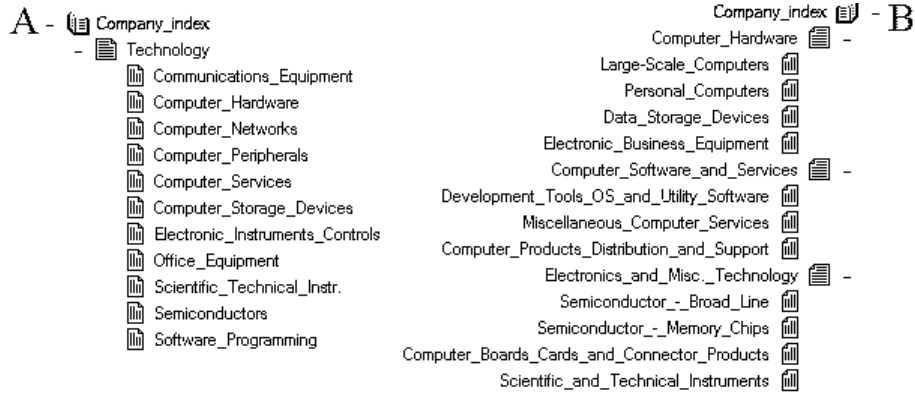 A - Company_index
- Technology
Communications_Equipment
Computer_Hardware
Computer_Networks
Computer_Peripherals
Computer_Services
Computer_Storage_Devices
Electronic_Instruments_Controls
Office_Equipment
Scientific_Technical_Instr.
Semiconductors
Software_Programming
Company_index - B
Computer_Hardware -
Large-Scale_Computers
Personal_Computers
Data_Storage_Devices
Electronic_Business_Equipment
Computer_Software_and_Services -
Development_Tools_OS_and_Utility_Software
Miscellaneous_Computer_Services
Computer_Products_Distribution_and_Support
Electronics_and_Misc._Technology -
Semiconductor_-_Broad_Line
Semiconductor_-_Memory_Chips
Computer_Boards_Cards_and_Connector_Products
Scientific_and_Technical_Instruments